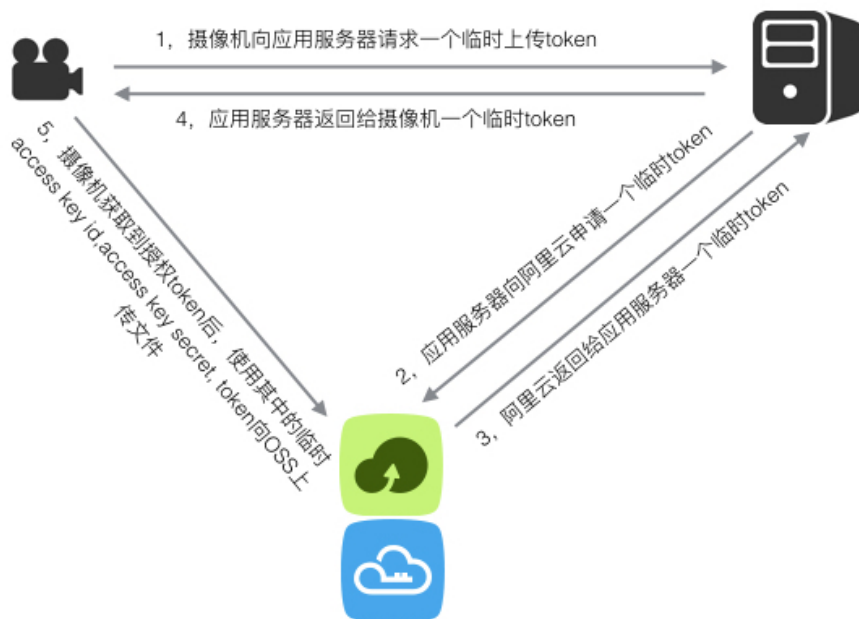 1，摄像机向应用服务器请求一个临时上传token
4，应用服务器返回给摄像机一个临时token
5，摄像机获取到授权token后，使用其中的临时
access key id,access key secret, token向OSS上
传文件
2，应用服务器向阿里云申请一个临时token
3，阿里云返回给应用服务器一个临时token